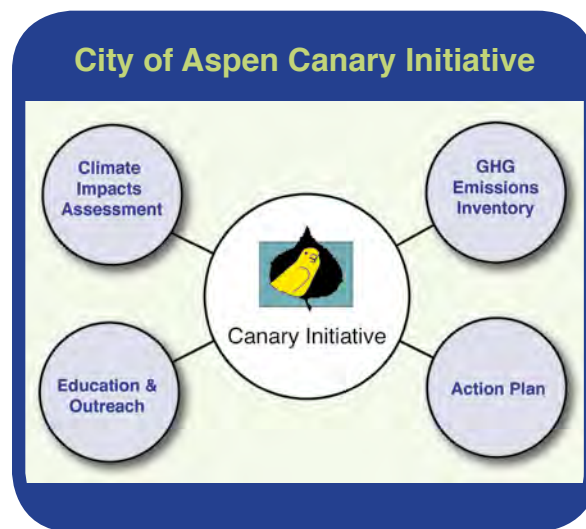 City of Aspen Canary Initiative
Climate
Impacts
Assessment
GHG
Emissions
Inventory
Canary Initiative
Education &
Outreach
Action Plan